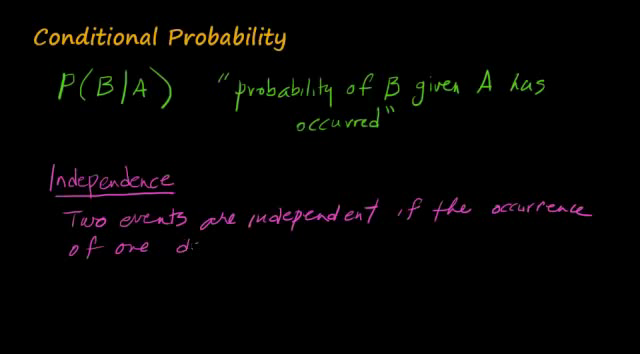 Conditional Probability
P(B/A) "probability of B given A has
occurred"
Independence
Two events are independent if the occurrence
of one di